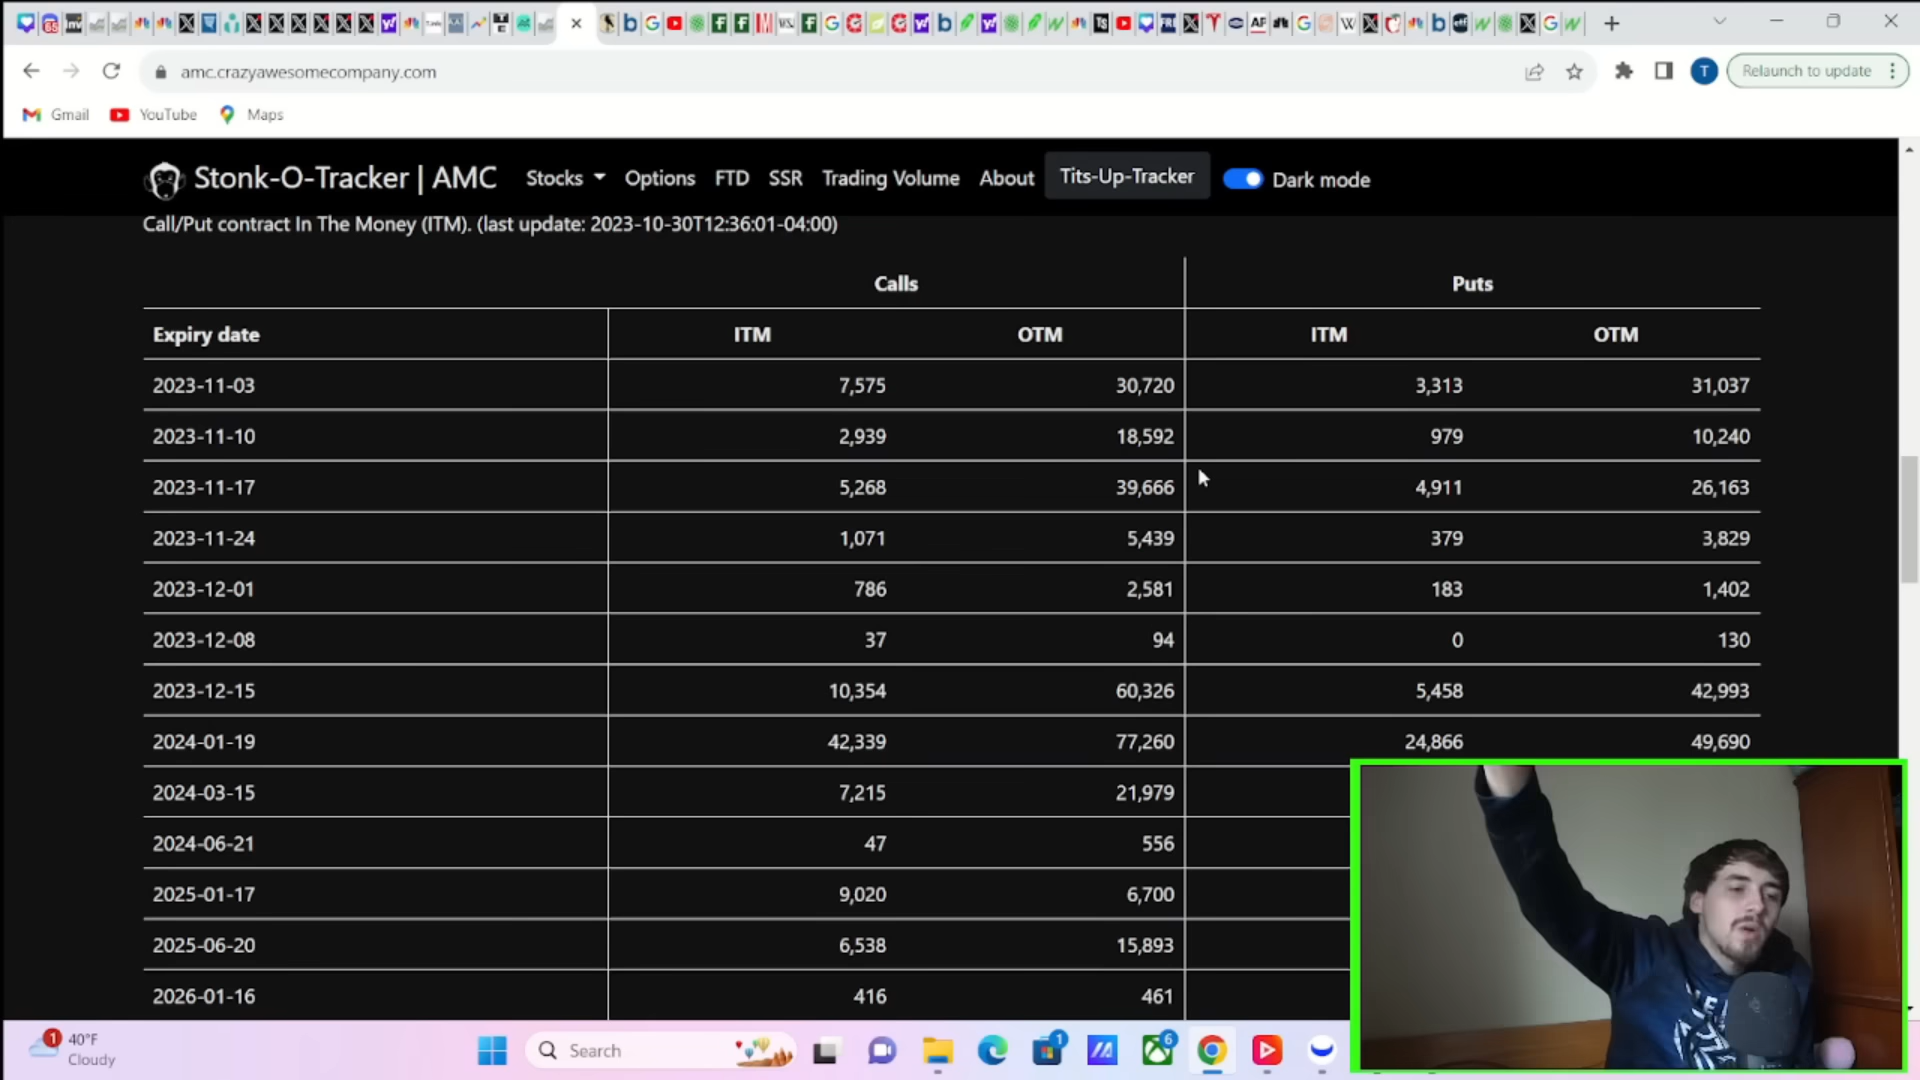 amc.crazyawesomecompany.com
Relaunch to update
T
Gmail YouTube Maps
Stonk-O-Tracker | AMC Stocks Options FTD SSR Trading Volume About Tits-Up-Tracker Dark mode
Call/Put contract In The Money (ITM). (last update: 2023-10-30T12:36:01-04:00)
Calls Puts
Expiry date ITM OTM ITM OTM
2023-11-03 7,575 30,720 3,313 31,037
2023-11-10 2,939 18,592 979 10,240
2023-11-17 5,268 39,666 4,911 26,163
2023-11-24 1,071 5,439 379 3,829
2023-12-01 786 2,581 183 1,402
2023-12-08 37 94 0 130
2023-12-15 10,354 60,326 5,458 42,993
2024-01-19 42,339 77,260 24,866 49,690
2024-03-15 7,215 21,979
2024-06-21 47 556
2025-01-17 9,020 6,700
2025-06-20 6,538 15,893
2026-01-16 416 461
1 40°F
Cloudy
Search
1
6